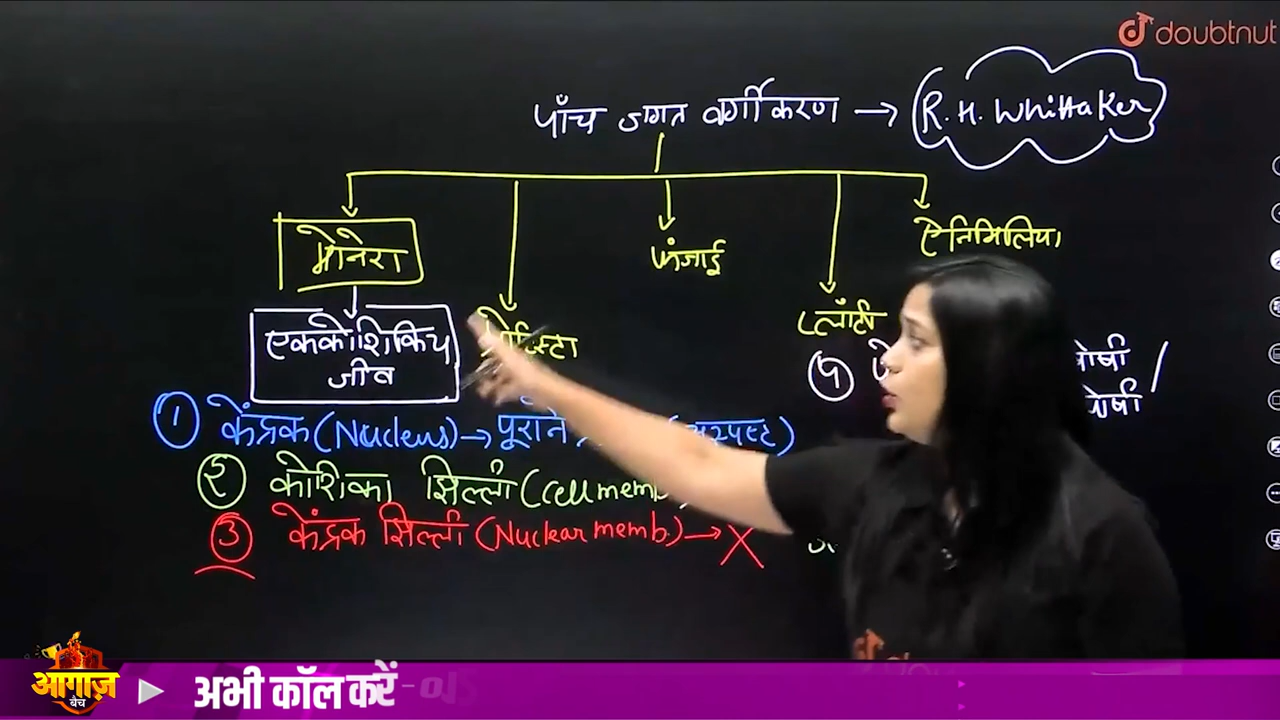 doubtnut
पाँच जगत वर्गीकरण → R.H. Whittaker
मोनेरा
फंजाई
ऐनिमिलिया
एककोशिकिय
जीव
प्लांटी
① केंद्रक (Nucleus) → पूराने
② कोशिका झिल्ली (Cell memb
③ केंद्रक झिल्ली (Nuclear memb.) → X
आगाज़
बैच
अभी कॉल करें